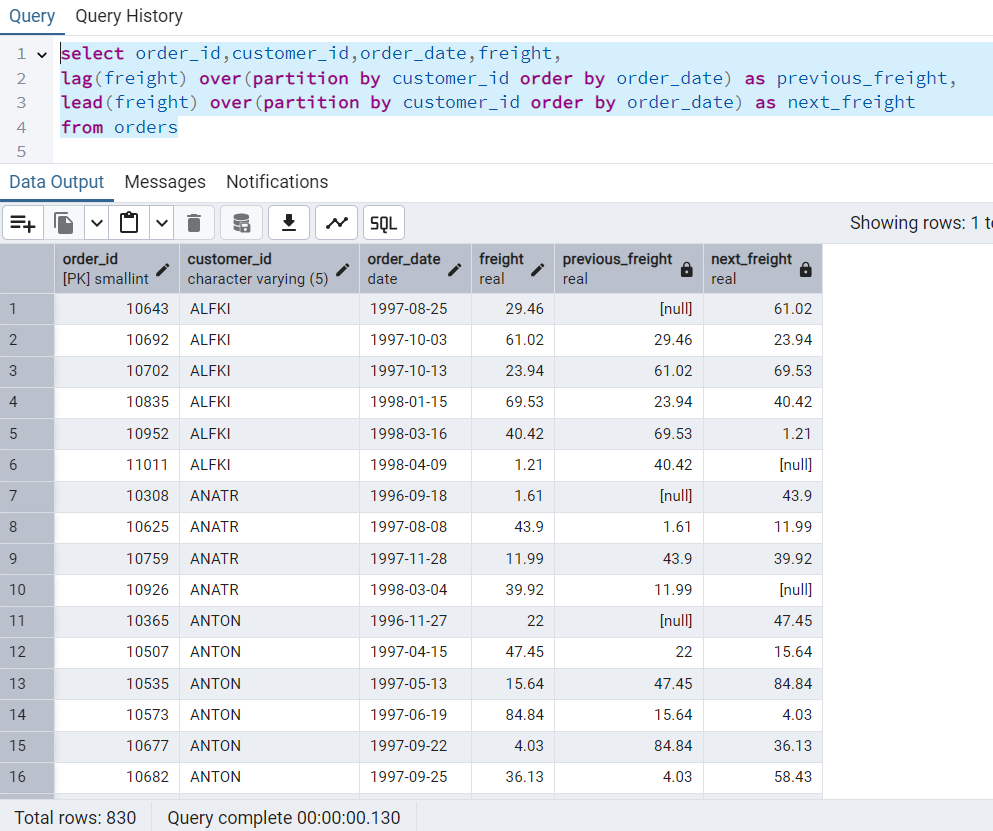 Query Query History
1 select order_id,customer_id,order_date,freight,
2 lag(freight) over(partition by customer_id order by order_date) as previous_freight,
3 lead(freight) over(partition by customer_id order by order_date) as next_freight
4 from orders
5
Data Output Messages Notifications
SQL Showing rows: 1 t
order_id customer_id order_date freight previous_freight next_freight
[PK] smallint character varying (5) date real real real
1 10643 ALFKI 1997-08-25 29.46 [null] 61.02
2 10692 ALFKI 1997-10-03 61.02 29.46 23.94
3 10702 ALFKI 1997-10-13 23.94 61.02 69.53
4 10835 ALFKI 1998-01-15 69.53 23.94 40.42
5 10952 ALFKI 1998-03-16 40.42 69.53 1.21
6 11011 ALFKI 1998-04-09 1.21 40.42 [null]
7 10308 ANATR 1996-09-18 1.61 [null] 43.9
8 10625 ANATR 1997-08-08 43.9 1.61 11.99
9 10759 ANATR 1997-11-28 11.99 43.9 39.92
10 10926 ANATR 1998-03-04 39.92 11.99 [null]
11 10365 ANTON 1996-11-27 22 [null] 47.45
12 10507 ANTON 1997-04-15 47.45 22 15.64
13 10535 ANTON 1997-05-13 15.64 47.45 84.84
14 10573 ANTON 1997-06-19 84.84 15.64 4.03
15 10677 ANTON 1997-09-22 4.03 84.84 36.13
16 10682 ANTON 1997-09-25 36.13 4.03 58.43
Total rows: 830 Query complete 00:00:00.130